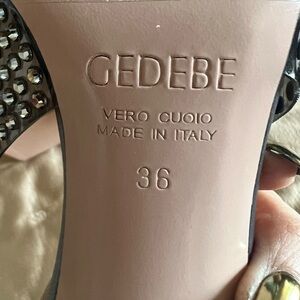 GEDEBE
VERO CUOIO
MADE IN ITALY
36